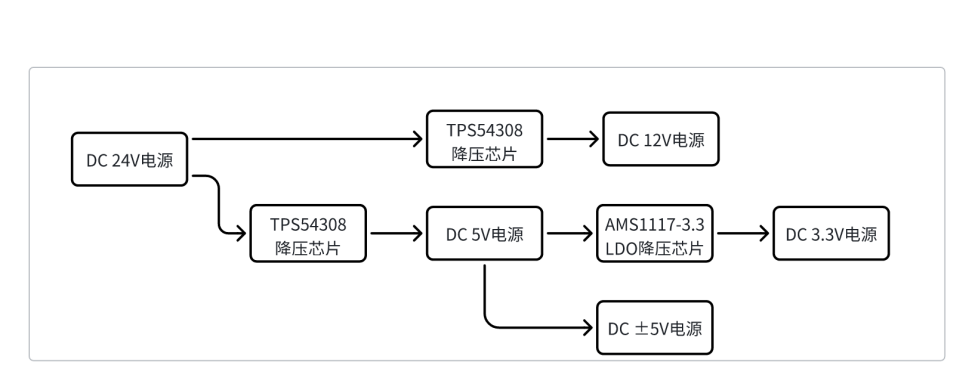 DC 24V电源
TPS54308
降压芯片
DC 12V电源
TPS54308
降压芯片
DC 5V电源
AMS1117-3.3
LDO降压芯片
DC 3.3V电源
DC ±5V电源